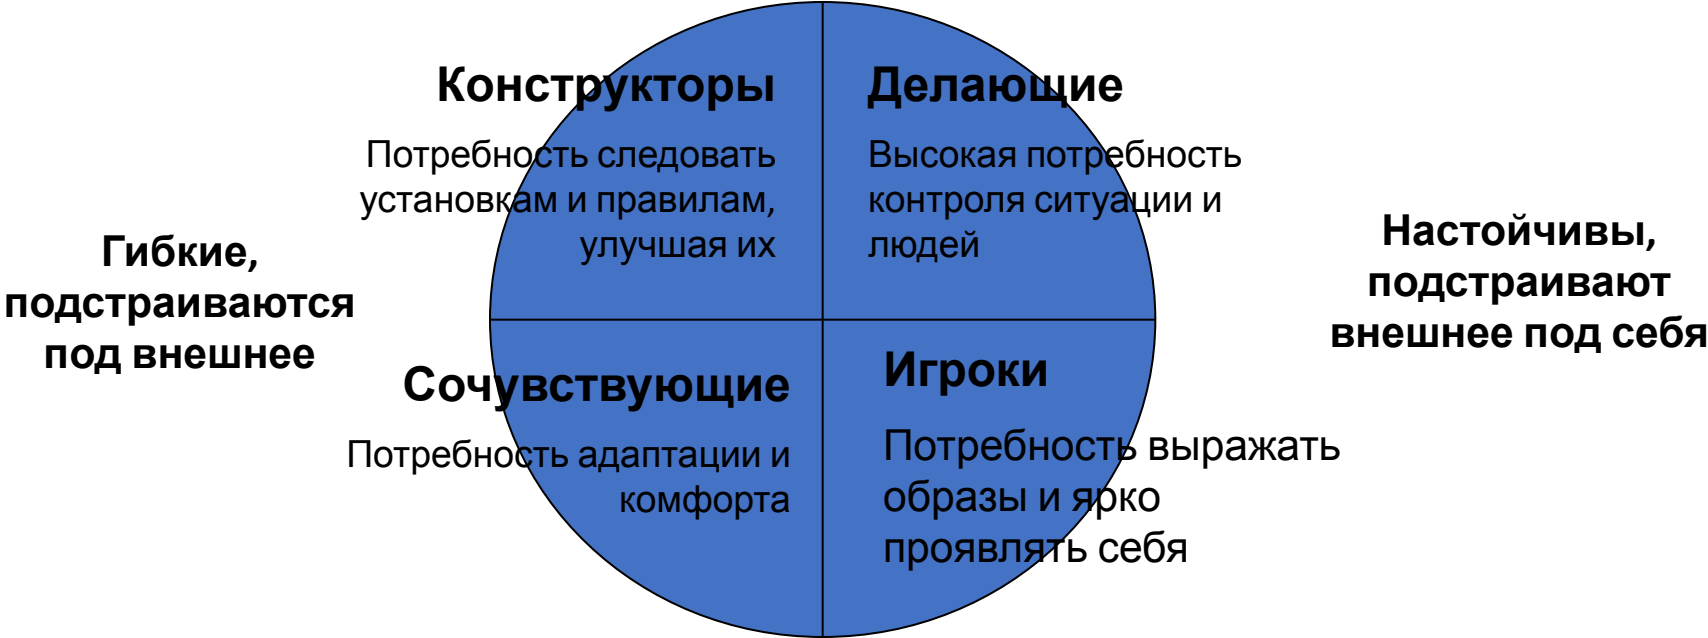 Конструкторы
Потребность следовать
установкам и правилам,
улучшая их
Делающие
Высокая потребность
контроля ситуации и
людей
Гибкие,
подстраиваются
под внешнее
Настойчивы,
подстраивают
внешнее под себя
Сочувствующие
Потребность адаптации и
комфорта
Игроки
Потребность выражать
образы и ярко
проявлять себя